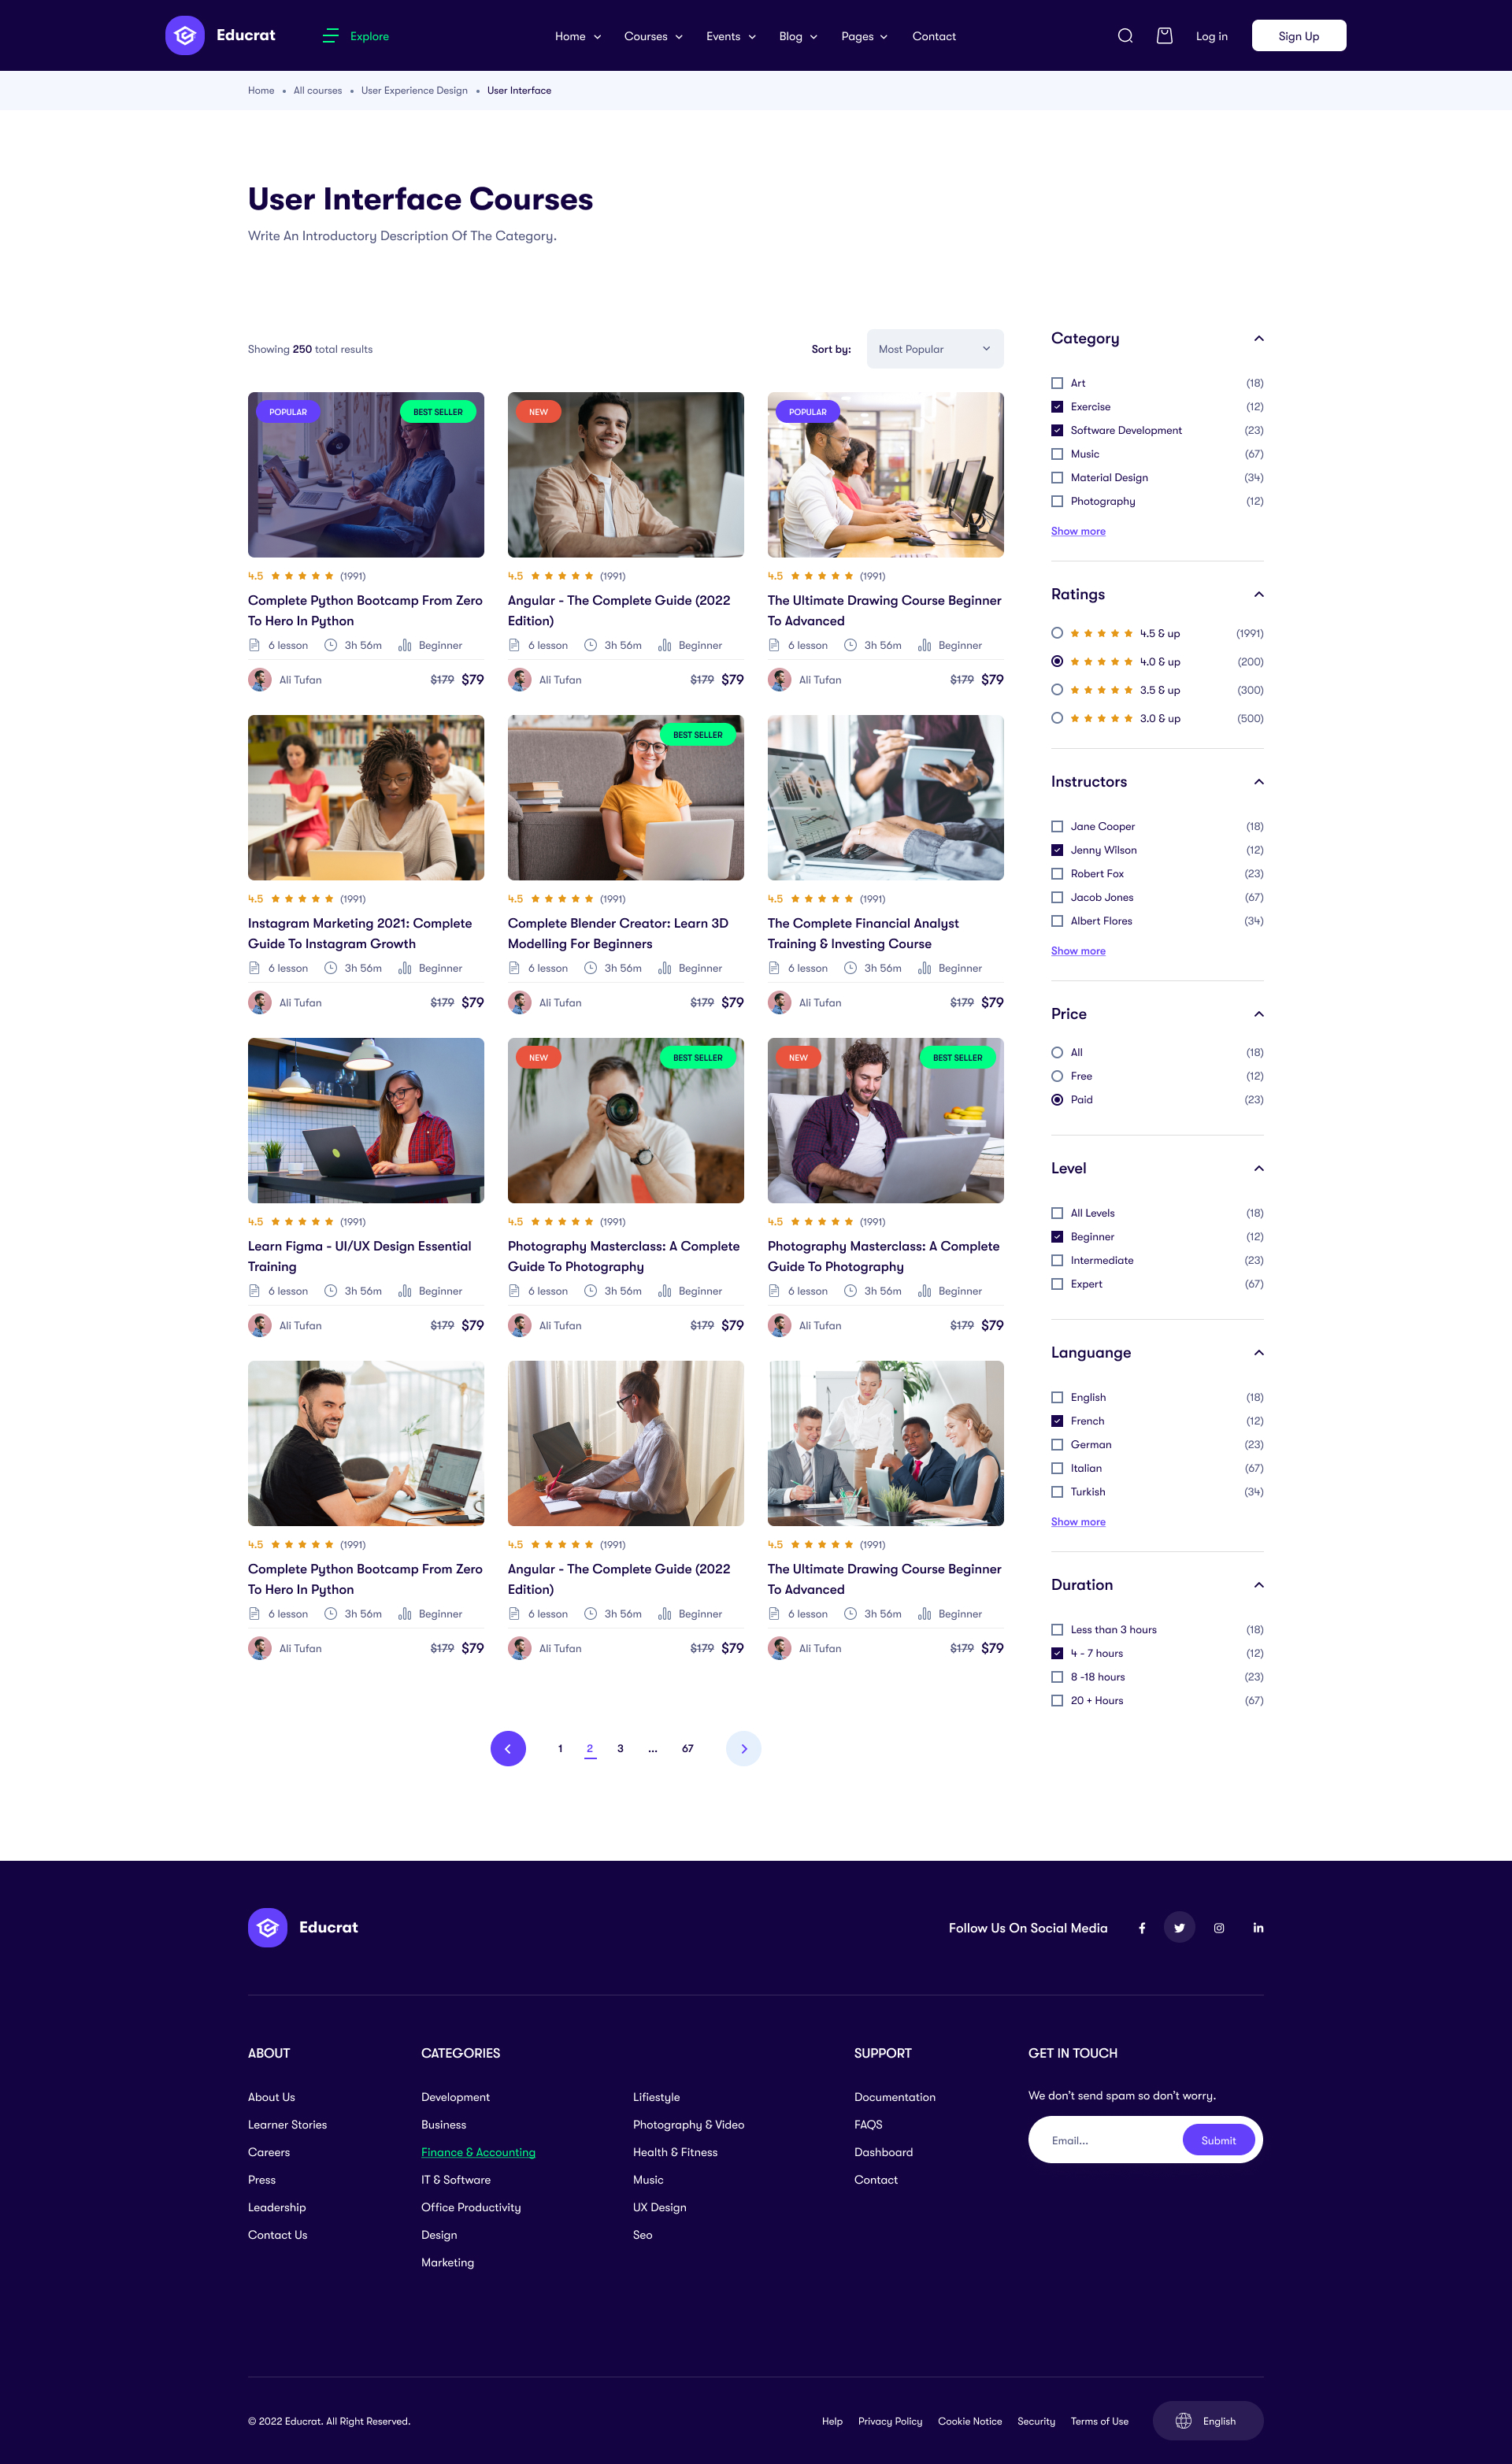 Educrat
Explore
Home Courses Events Blog Pages Contact
Log in
Sign Up
Home • All courses • User Experience Design • User Interface
User Interface Courses
Write An Introductory Description Of The Category.
Showing 250 total results
Sort by: Most Popular
POPULAR BEST SELLER
4.5 (1991)
Complete Python Bootcamp From Zero
To Hero In Python
6 lesson 3h 56m Beginner
Ali Tufan $179 $79
NEW
4.5 (1991)
Angular - The Complete Guide (2022
Edition)
6 lesson 3h 56m Beginner
Ali Tufan $179 $79
POPULAR
4.5 (1991)
The Ultimate Drawing Course Beginner
To Advanced
6 lesson 3h 56m Beginner
Ali Tufan $179 $79
4.5 (1991)
Instagram Marketing 2021: Complete
Guide To Instagram Growth
6 lesson 3h 56m Beginner
Ali Tufan $179 $79
BEST SELLER
4.5 (1991)
Complete Blender Creator: Learn 3D
Modelling For Beginners
6 lesson 3h 56m Beginner
Ali Tufan $179 $79
4.5 (1991)
The Complete Financial Analyst
Training & Investing Course
6 lesson 3h 56m Beginner
Ali Tufan $179 $79
4.5 (1991)
Learn Figma - UI/UX Design Essential
Training
6 lesson 3h 56m Beginner
Ali Tufan $179 $79
NEW BEST SELLER
4.5 (1991)
Photography Masterclass: A Complete
Guide To Photography
6 lesson 3h 56m Beginner
Ali Tufan $179 $79
NEW BEST SELLER
4.5 (1991)
Photography Masterclass: A Complete
Guide To Photography
6 lesson 3h 56m Beginner
Ali Tufan $179 $79
4.5 (1991)
Complete Python Bootcamp From Zero
To Hero In Python
6 lesson 3h 56m Beginner
Ali Tufan $179 $79
4.5 (1991)
Angular - The Complete Guide (2022
Edition)
6 lesson 3h 56m Beginner
Ali Tufan $179 $79
4.5 (1991)
The Ultimate Drawing Course Beginner
To Advanced
6 lesson 3h 56m Beginner
Ali Tufan $179 $79
1 2 3 ... 67
Category
Art (18)
Exercise (12)
Software Development (23)
Music (67)
Material Design (34)
Photography (12)
Show more
Ratings
4.5 & up (1991)
4.0 & up (200)
3.5 & up (300)
3.0 & up (500)
Instructors
Jane Cooper (18)
Jenny Wilson (12)
Robert Fox (23)
Jacob Jones (67)
Albert Flores (34)
Show more
Price
All (18)
Free (12)
Paid (23)
Level
All Levels (18)
Beginner (12)
Intermediate (23)
Expert (67)
Languange
English (18)
French (12)
German (23)
Italian (67)
Turkish (34)
Show more
Duration
Less than 3 hours (18)
4 - 7 hours (12)
8 -18 hours (23)
20 + Hours (67)
Educrat
Follow Us On Social Media
ABOUT
About Us
Learner Stories
Careers
Press
Leadership
Contact Us
CATEGORIES
Development
Business
Finance & Accounting
IT & Software
Office Productivity
Design
Marketing
Lifiestyle
Photography & Video
Health & Fitness
Music
UX Design
Seo
SUPPORT
Documentation
FAQS
Dashboard
Contact
GET IN TOUCH
We don’t send spam so don’t worry.
Email...
Submit
© 2022 Educrat. All Right Reserved.
Help Privacy Policy Cookie Notice Security Terms of Use
English